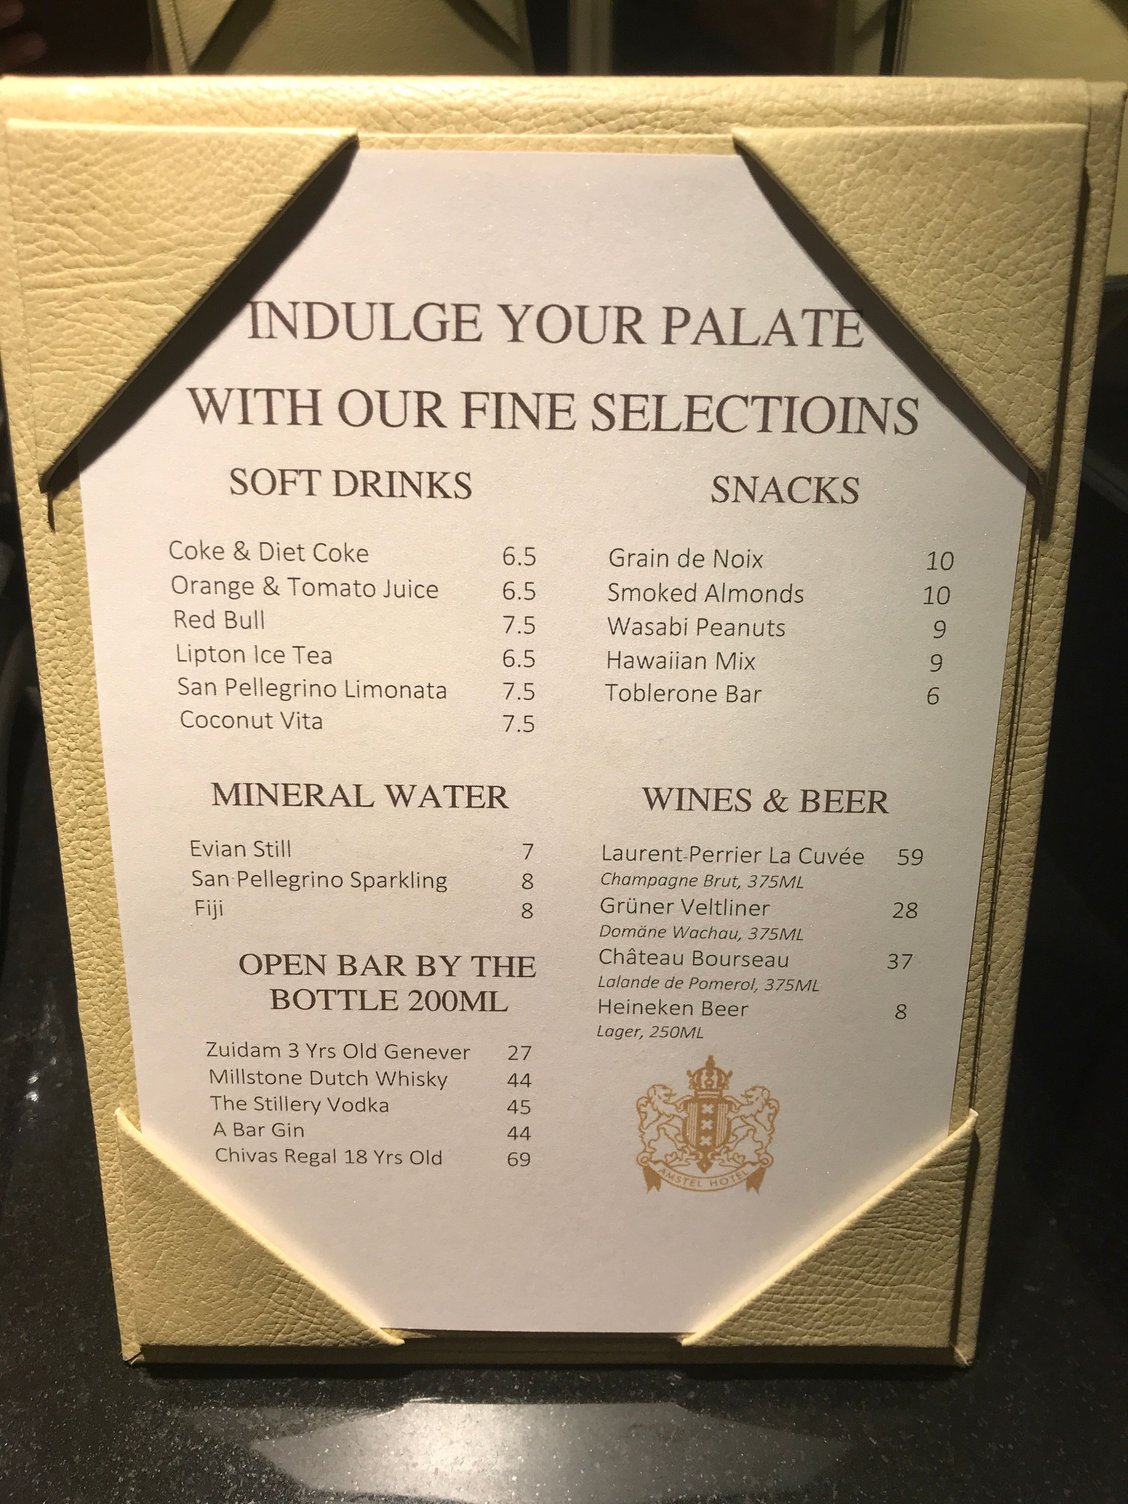 INDULGE YOUR PALATE
WITH OUR FINE SELECTIOINS
SOFT DRINKS
Coke & Diet Coke 6.5
Orange & Tomato Juice 6.5
Red Bull 7.5
Lipton Ice Tea 6.5
San Pellegrino Limonata 7.5
Coconut Vita 7.5
MINERAL WATER
Evian Still 7
San Pellegrino Sparkling 8
Fiji 8
OPEN BAR BY THE
BOTTLE 200ML
Zuidam 3 Yrs Old Genever 27
Millstone Dutch Whisky 44
The Stillery Vodka 45
A Bar Gin 44
Chivas Regal 18 Yrs Old 69
SNACKS
Grain de Noix 10
Smoked Almonds 10
Wasabi Peanuts 9
Hawaiian Mix 9
Toblerone Bar 6
WINES & BEER
Laurent-Perrier La Cuvée 59
Champagne Brut, 375ML
Grüner Veltliner 28
Domäne Wachau, 375ML
Château Bourseau 37
Lalande de Pomerol, 375ML
Heineken Beer 8
Lager, 250ML
AMSTEL HOTEL